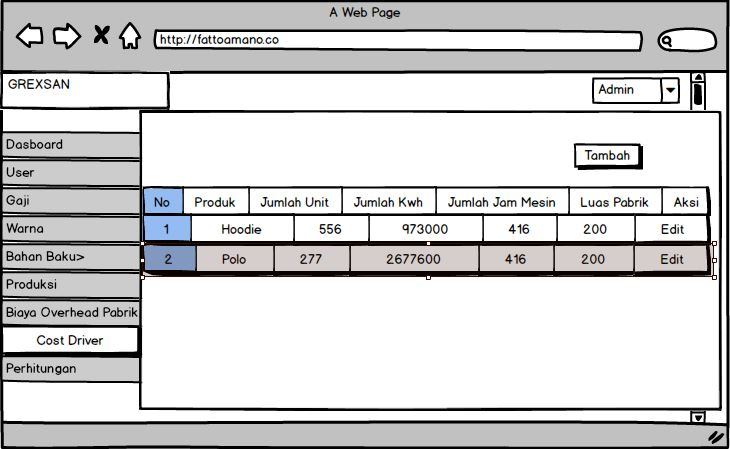 A Web Page
http://fattoamano.co
GREXSAN
Admin
Dasboard
User
Gaji
Warna
Bahan Baku>
Produksi
Biaya Overhead Pabrik
Cost Driver
Perhitungan
Tambah
No Produk Jumlah Unit Jumlah Kwh Jumlah Jam Mesin Luas Pabrik Aksi
1 Hoodie 556 973000 416 200 Edit
2 Polo 277 2677600 416 200 Edit